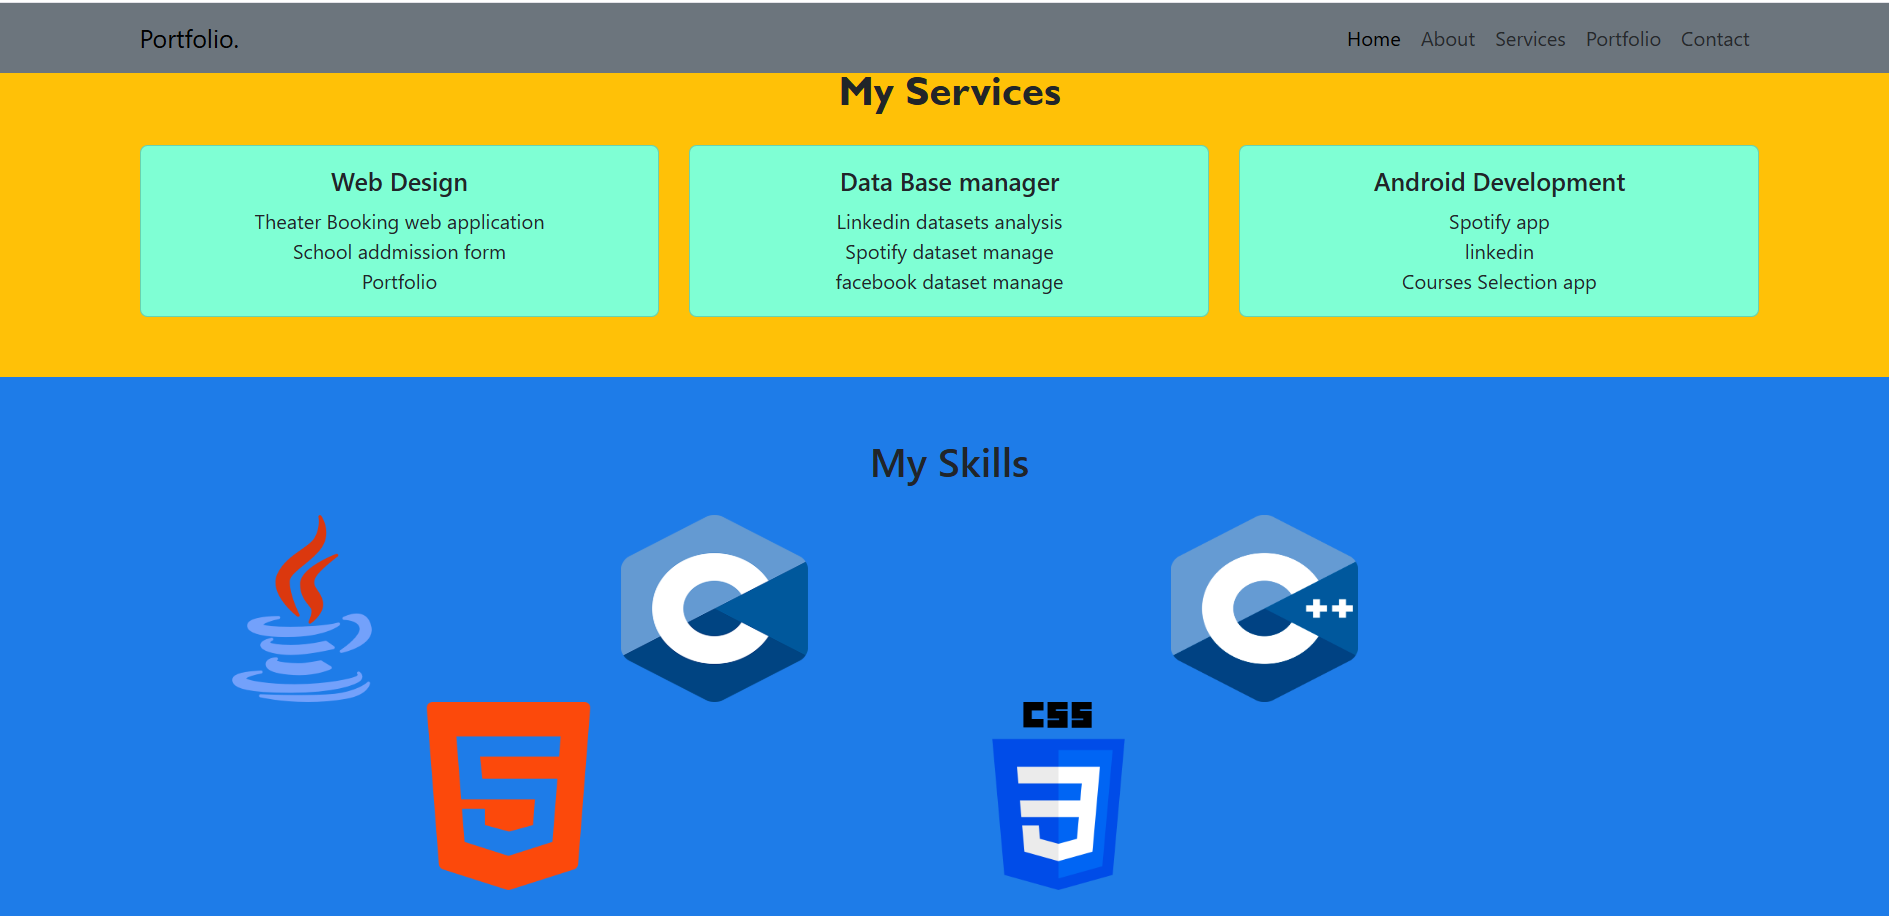 Portfolio.
Home About Services Portfolio Contact
My Services
Web Design
Theater Booking web application
School addmission form
Portfolio
Data Base manager
Linkedin datasets analysis
Spotify dataset manage
facebook dataset manage
Android Development
Spotify app
linkedin
Courses Selection app
My Skills
C
C++
5
CSS
3